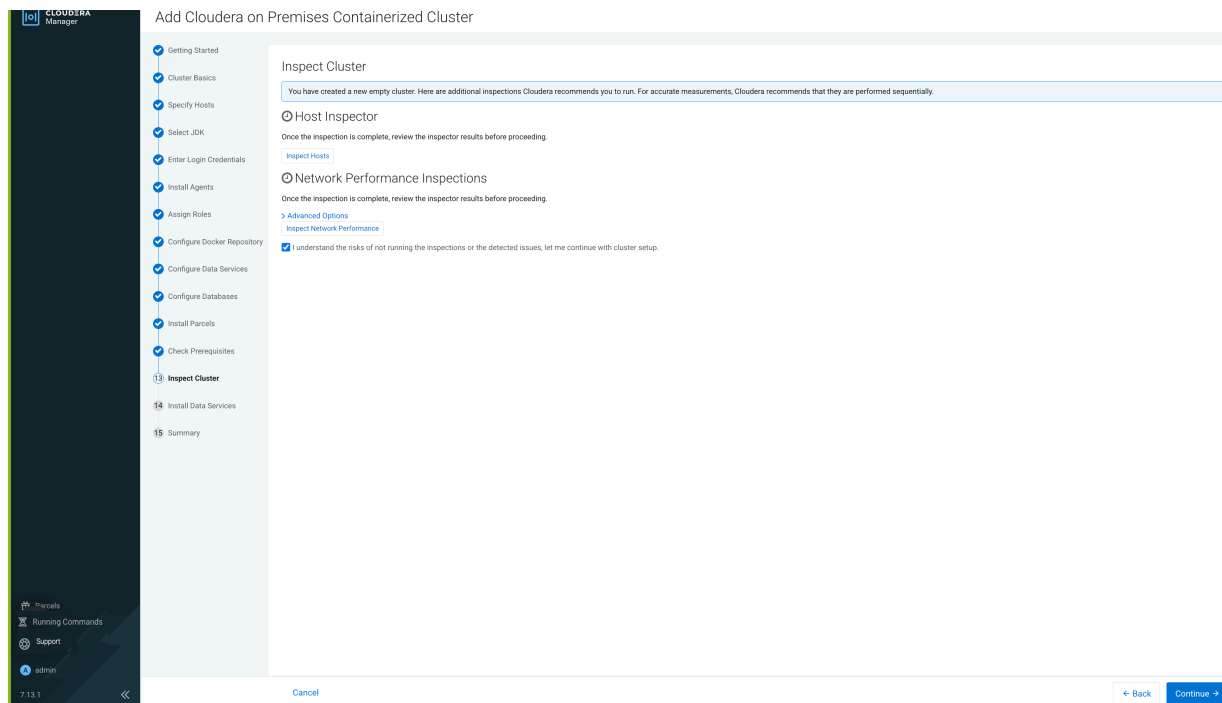 CLOUDERA
Manager
Add Cloudera on Premises Containerized Cluster
Getting Started
Cluster Basics
Specify Hosts
Select JDK
Enter Login Credentials
Install Agents
Assign Roles
Configure Docker Repository
Configure Data Services
Configure Databases
Install Parcels
Check Prerequisites
13 Inspect Cluster
14 Install Data Services
15 Summary
Inspect Cluster
You have created a new empty cluster. Here are additional inspections Cloudera recommends you to run. For accurate measurements, Cloudera recommends that they are performed sequentially.
Host Inspector
Once the inspection is complete, review the inspector results before proceeding.
Inspect Hosts
Network Performance Inspections
Once the inspection is complete, review the inspector results before proceeding.
Advanced Options
Inspect Network Performance
I understand the risks of not running the inspections or the detected issues, let me continue with cluster setup.
Parcels
Running Commands
Support
A admin
7.13.1
Cancel
← Back
Continue →